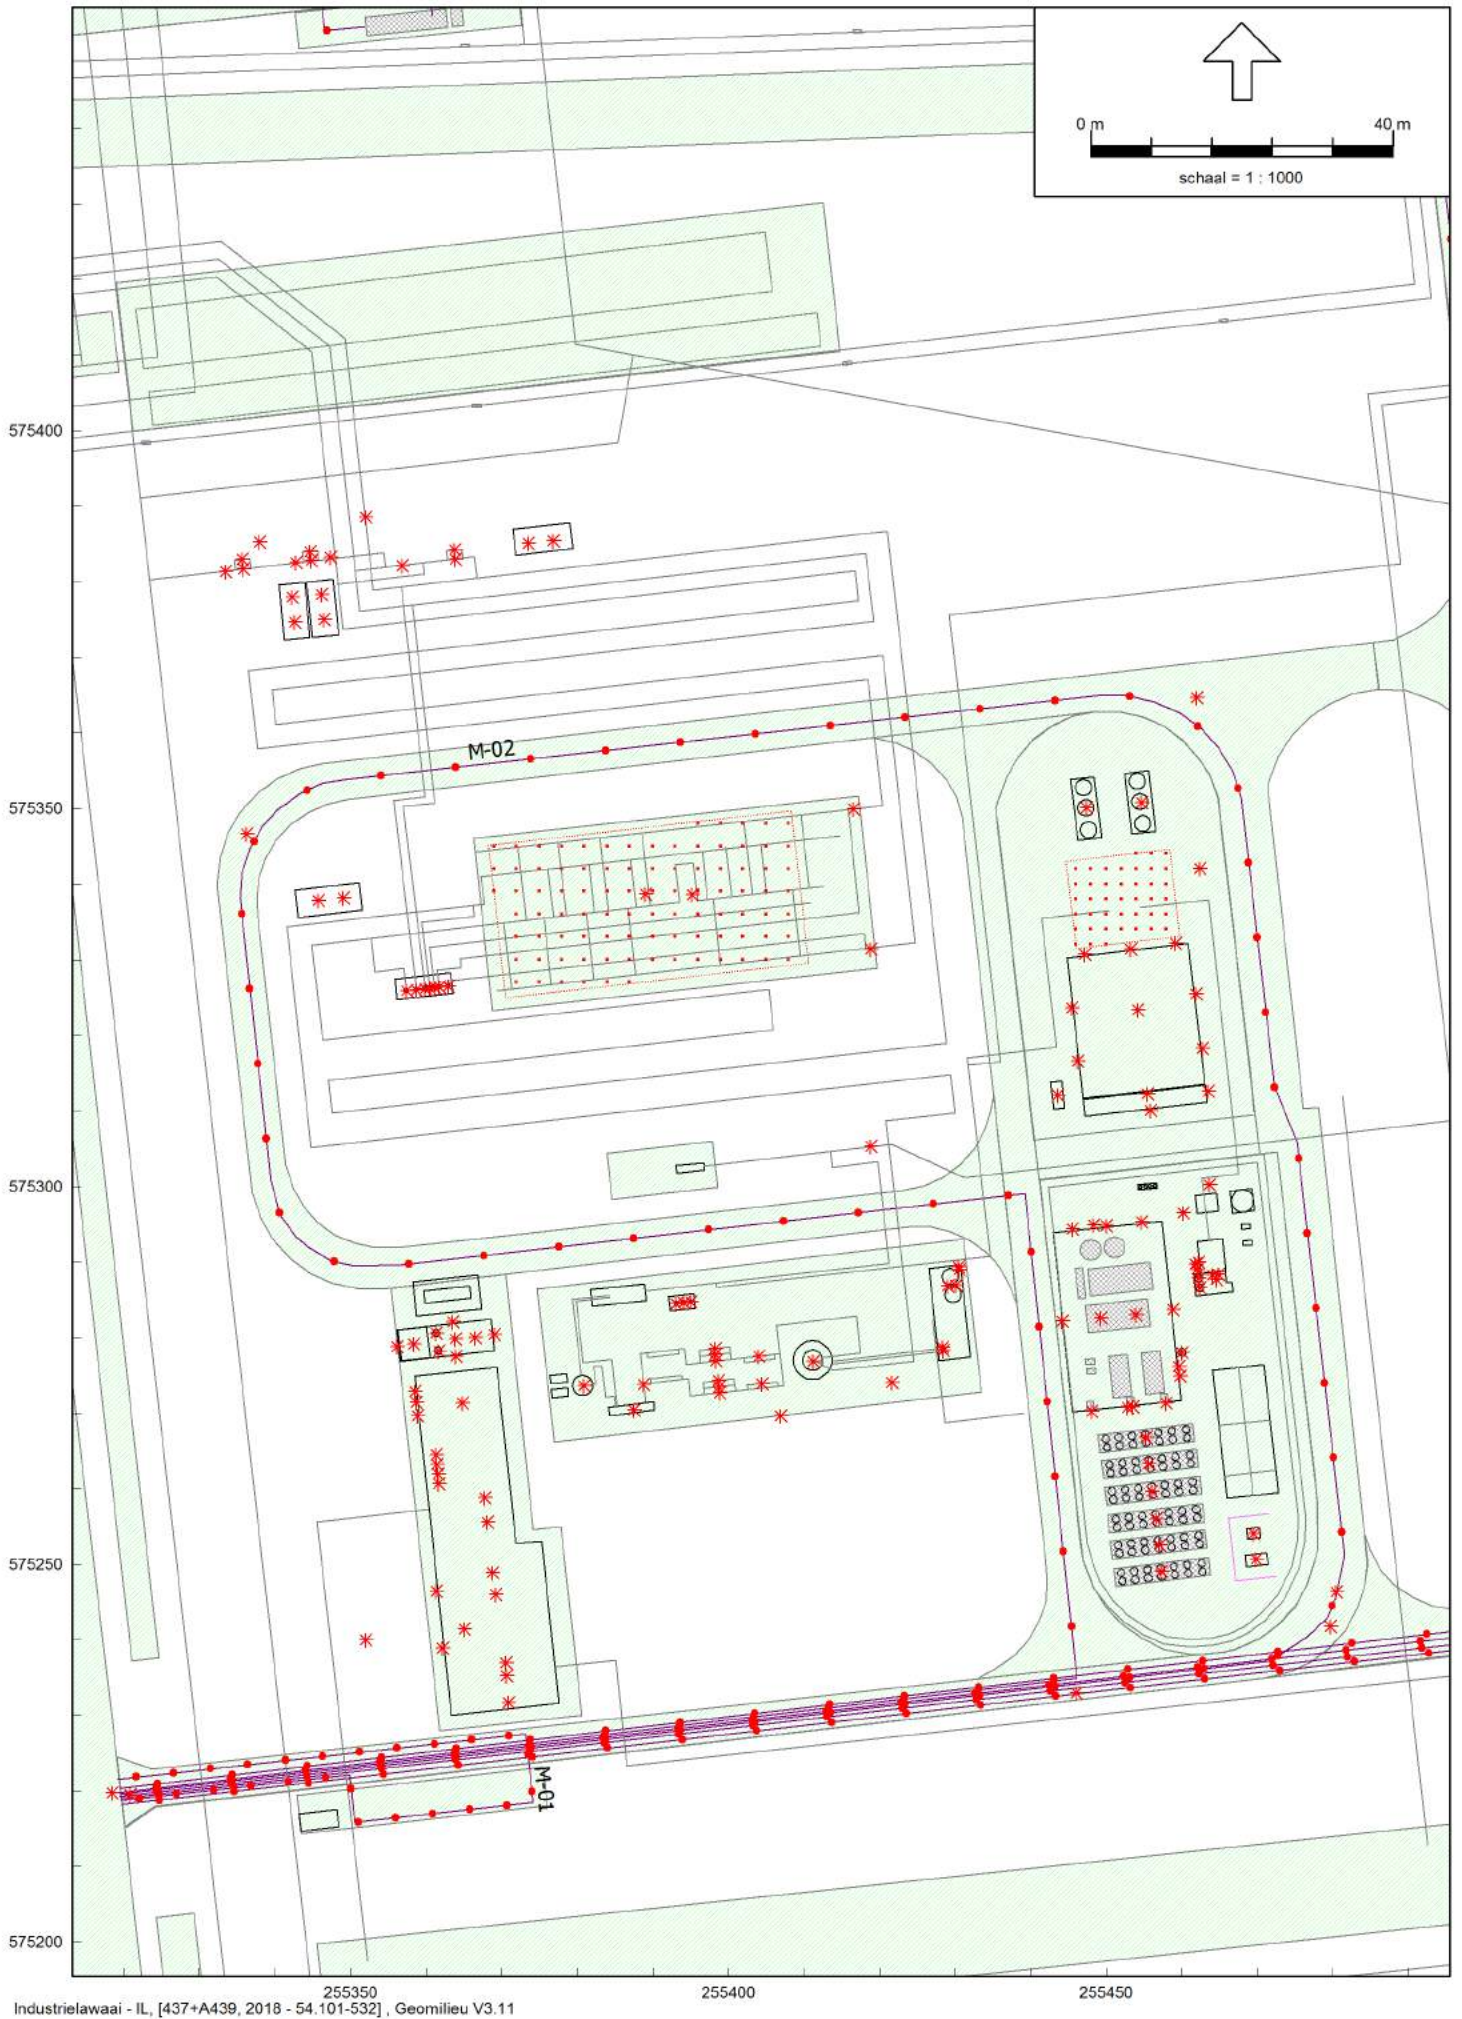 0 m 40 m
schaal = 1 : 1000
575400
M-02
575350
575300
575250
M-01
575200
255350 255400 255450
Industrielawaai - IL, [437+A439, 2018 - 54.101-532] , Geomilieu V3.11